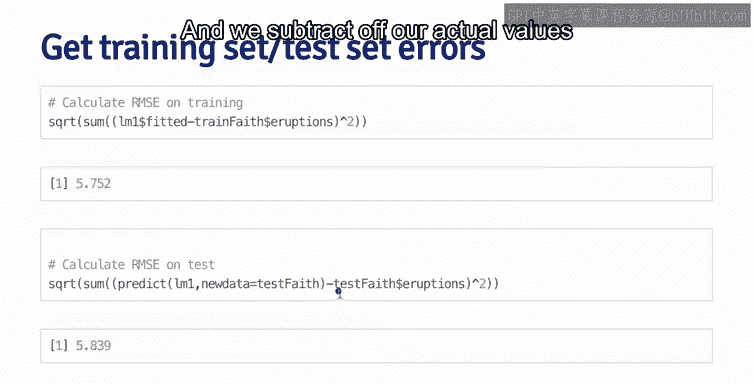 And we subtract off our actual values
Get training set/test set errors
# Calculate RMSE on training
sqrt(sum((lm1$fitted-trainFaith$eruptions)^2))
[1] 5.752
# Calculate RMSE on test
sqrt(sum((predict(lm1,newdata=testFaith)-testFaith$eruptions)^2))
[1] 5.839